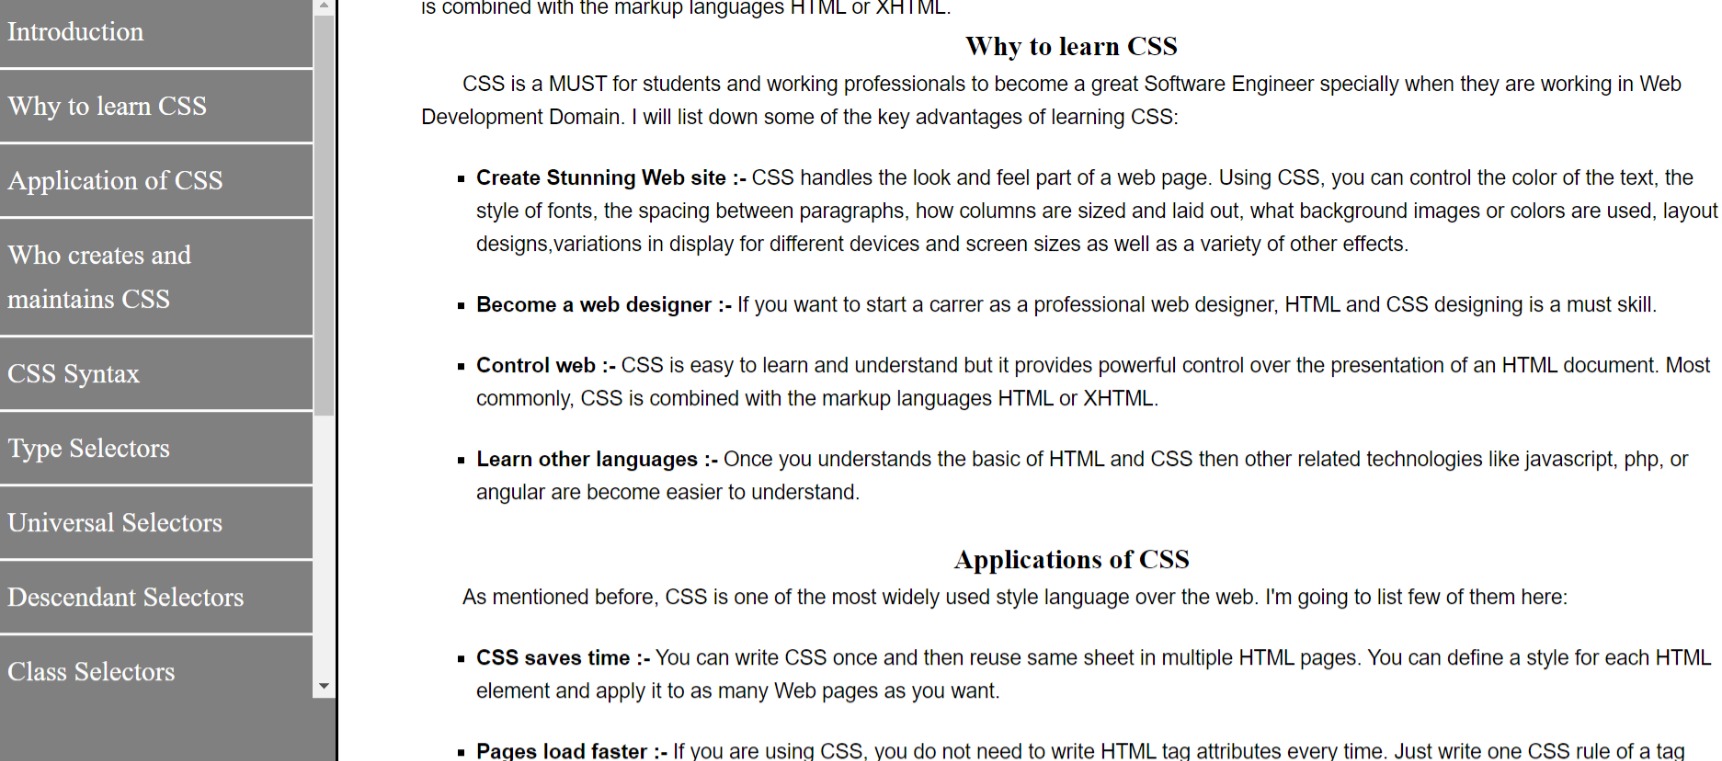 Introduction
Why to learn CSS
Application of CSS
Who creates and
maintains CSS
CSS Syntax
Type Selectors
Universal Selectors
Descendant Selectors
Class Selectors
is combined with the markup languages HTML or XHTML.
Why to learn CSS
CSS is a MUST for students and working professionals to become a great Software Engineer specially when they are working in Web
Development Domain. I will list down some of the key advantages of learning CSS:
▪ Create Stunning Web site :- CSS handles the look and feel part of a web page. Using CSS, you can control the color of the text, the
style of fonts, the spacing between paragraphs, how columns are sized and laid out, what background images or colors are used, layout
designs,variations in display for different devices and screen sizes as well as a variety of other effects.
▪ Become a web designer :- If you want to start a carrer as a professional web designer, HTML and CSS designing is a must skill.
▪ Control web :- CSS is easy to learn and understand but it provides powerful control over the presentation of an HTML document. Most
commonly, CSS is combined with the markup languages HTML or XHTML.
▪ Learn other languages :- Once you understands the basic of HTML and CSS then other related technologies like javascript, php, or
angular are become easier to understand.
Applications of CSS
As mentioned before, CSS is one of the most widely used style language over the web. I'm going to list few of them here:
▪ CSS saves time :- You can write CSS once and then reuse same sheet in multiple HTML pages. You can define a style for each HTML
element and apply it to as many Web pages as you want.
▪ Pages load faster :- If you are using CSS, you do not need to write HTML tag attributes every time. Just write one CSS rule of a tag